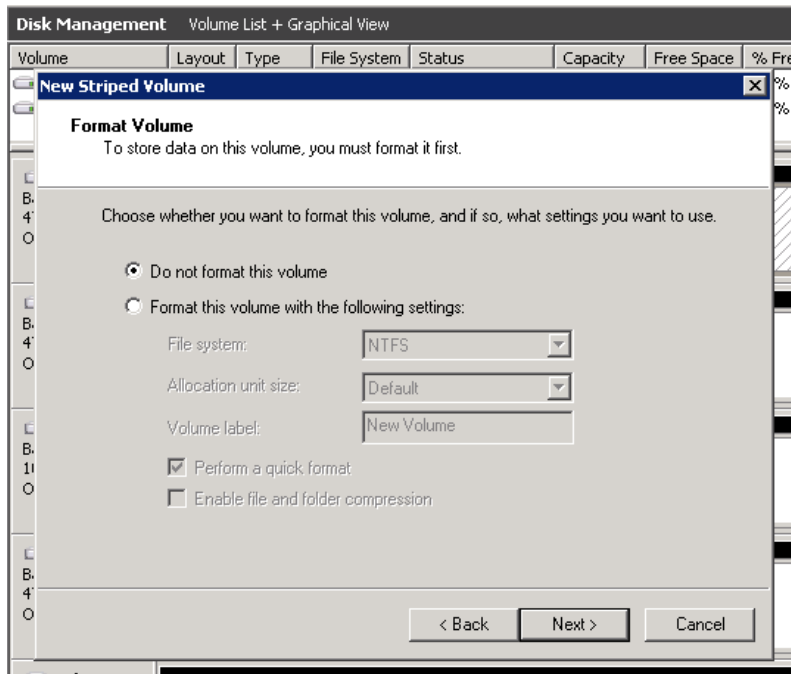 Disk Management Volume List + Graphical View
Volume Layout Type File System Status Capacity Free Space % Fre
New Striped Volume
%
%
Format Volume
To store data on this volume, you must format it first.
Choose whether you want to format this volume, and if so, what settings you want to use.
Do not format this volume
Format this volume with the following settings:
File system: NTFS
Allocation unit size: Default
Volume label: New Volume
Perform a quick format
Enable file and folder compression
< Back Next > Cancel